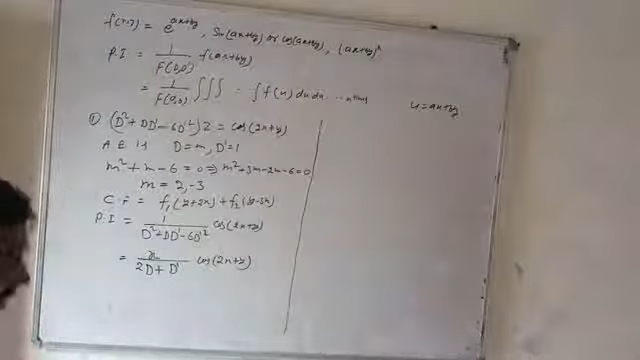 f(x,y) = e^(ax+by), Sin(ax+by) or cos(ax+by), (ax+by)^n
P.I = 1/F(D,D') f(ax+by)
= 1/F(a,b) ∫∫∫ - ∫ f(u) du du ... n times
u = ax+by
① (D² + DD' - 6D'²) Z = cos(2x+y)
A.E is D=m, D'=1
m² + m - 6 = 0 ⇒ m² + 3m - 2m - 6 = 0
m = 2, -3
C.F = f₁(y+2x) + f₂(y-3x)
P.I = 1/D²+DD'-6D'² cos(2x+y)
= x/2D+D' cos(2x+y)